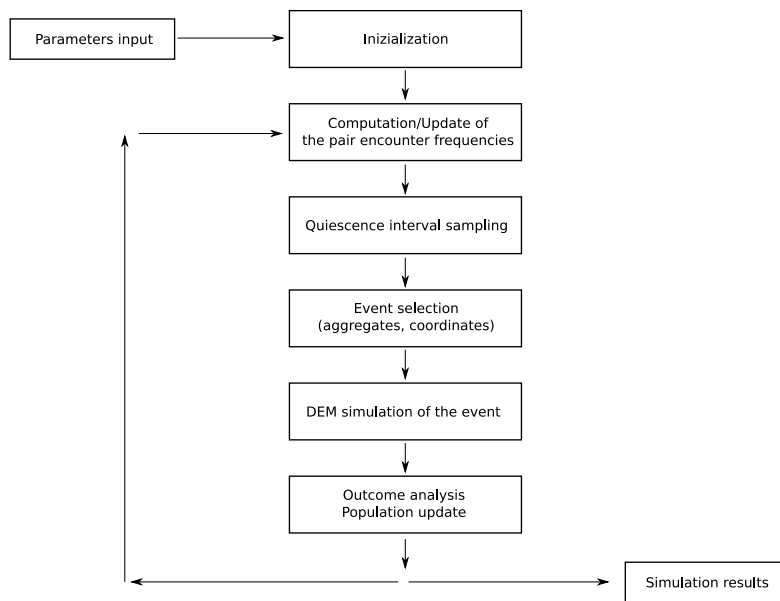 Parameters input
Inizialization
Computation/Update of
the pair encounter frequencies
Quiescence interval sampling
Event selection
(aggregates, coordinates)
DEM simulation of the event
Outcome analysis
Population update
Simulation results